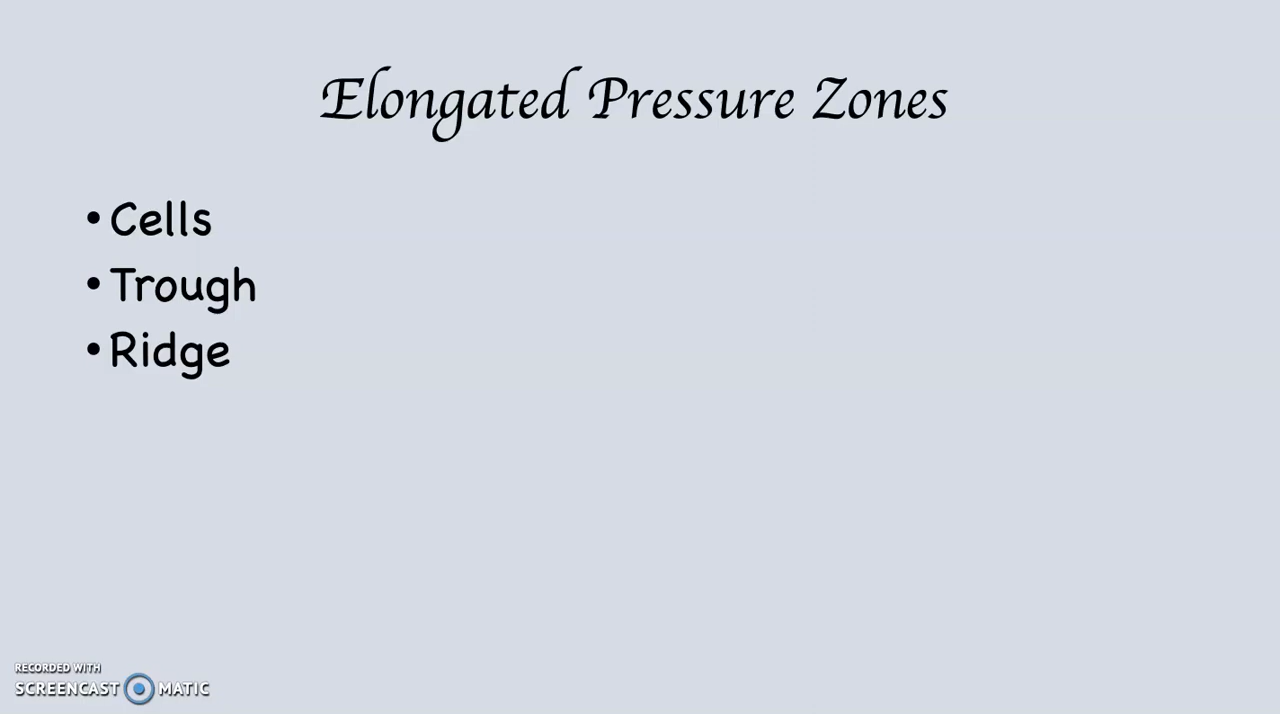 Elongated Pressure Zones
• Cells
• Trough
• Ridge
RECORDED WITH
SCREENCAST MATIC